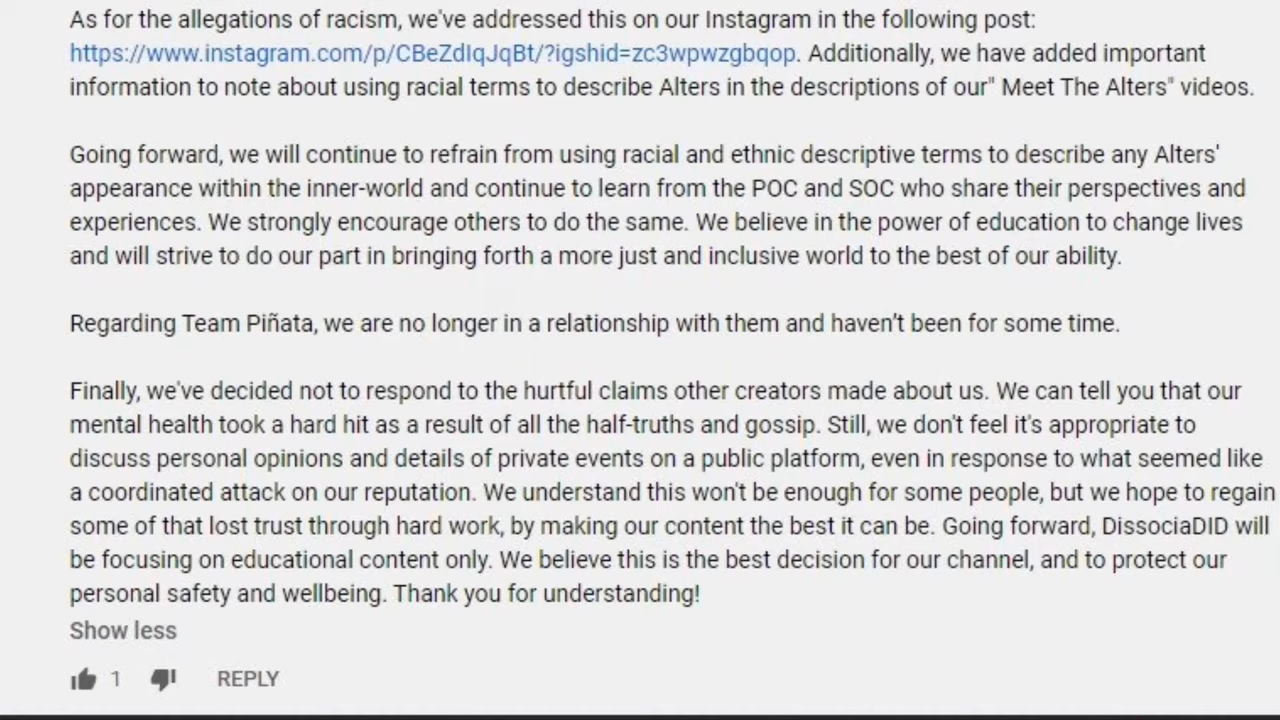 As for the allegations of racism, we've addressed this on our Instagram in the following post:
https://www.instagram.com/p/CBeZdIqJqBt/?igshid=zc3wpwzgbqop. Additionally, we have added important
information to note about using racial terms to describe Alters in the descriptions of our" Meet The Alters" videos.
Going forward, we will continue to refrain from using racial and ethnic descriptive terms to describe any Alters'
appearance within the inner-world and continue to learn from the POC and SOC who share their perspectives and
experiences. We strongly encourage others to do the same. We believe in the power of education to change lives
and will strive to do our part in bringing forth a more just and inclusive world to the best of our ability.
Regarding Team Piñata, we are no longer in a relationship with them and haven't been for some time.
Finally, we've decided not to respond to the hurtful claims other creators made about us. We can tell you that our
mental health took a hard hit as a result of all the half-truths and gossip. Still, we don't feel it's appropriate to
discuss personal opinions and details of private events on a public platform, even in response to what seemed like
a coordinated attack on our reputation. We understand this won't be enough for some people, but we hope to regain
some of that lost trust through hard work, by making our content the best it can be. Going forward, DissociaDID will
be focusing on educational content only. We believe this is the best decision for our channel, and to protect our
personal safety and wellbeing. Thank you for understanding!
Show less
1 REPLY